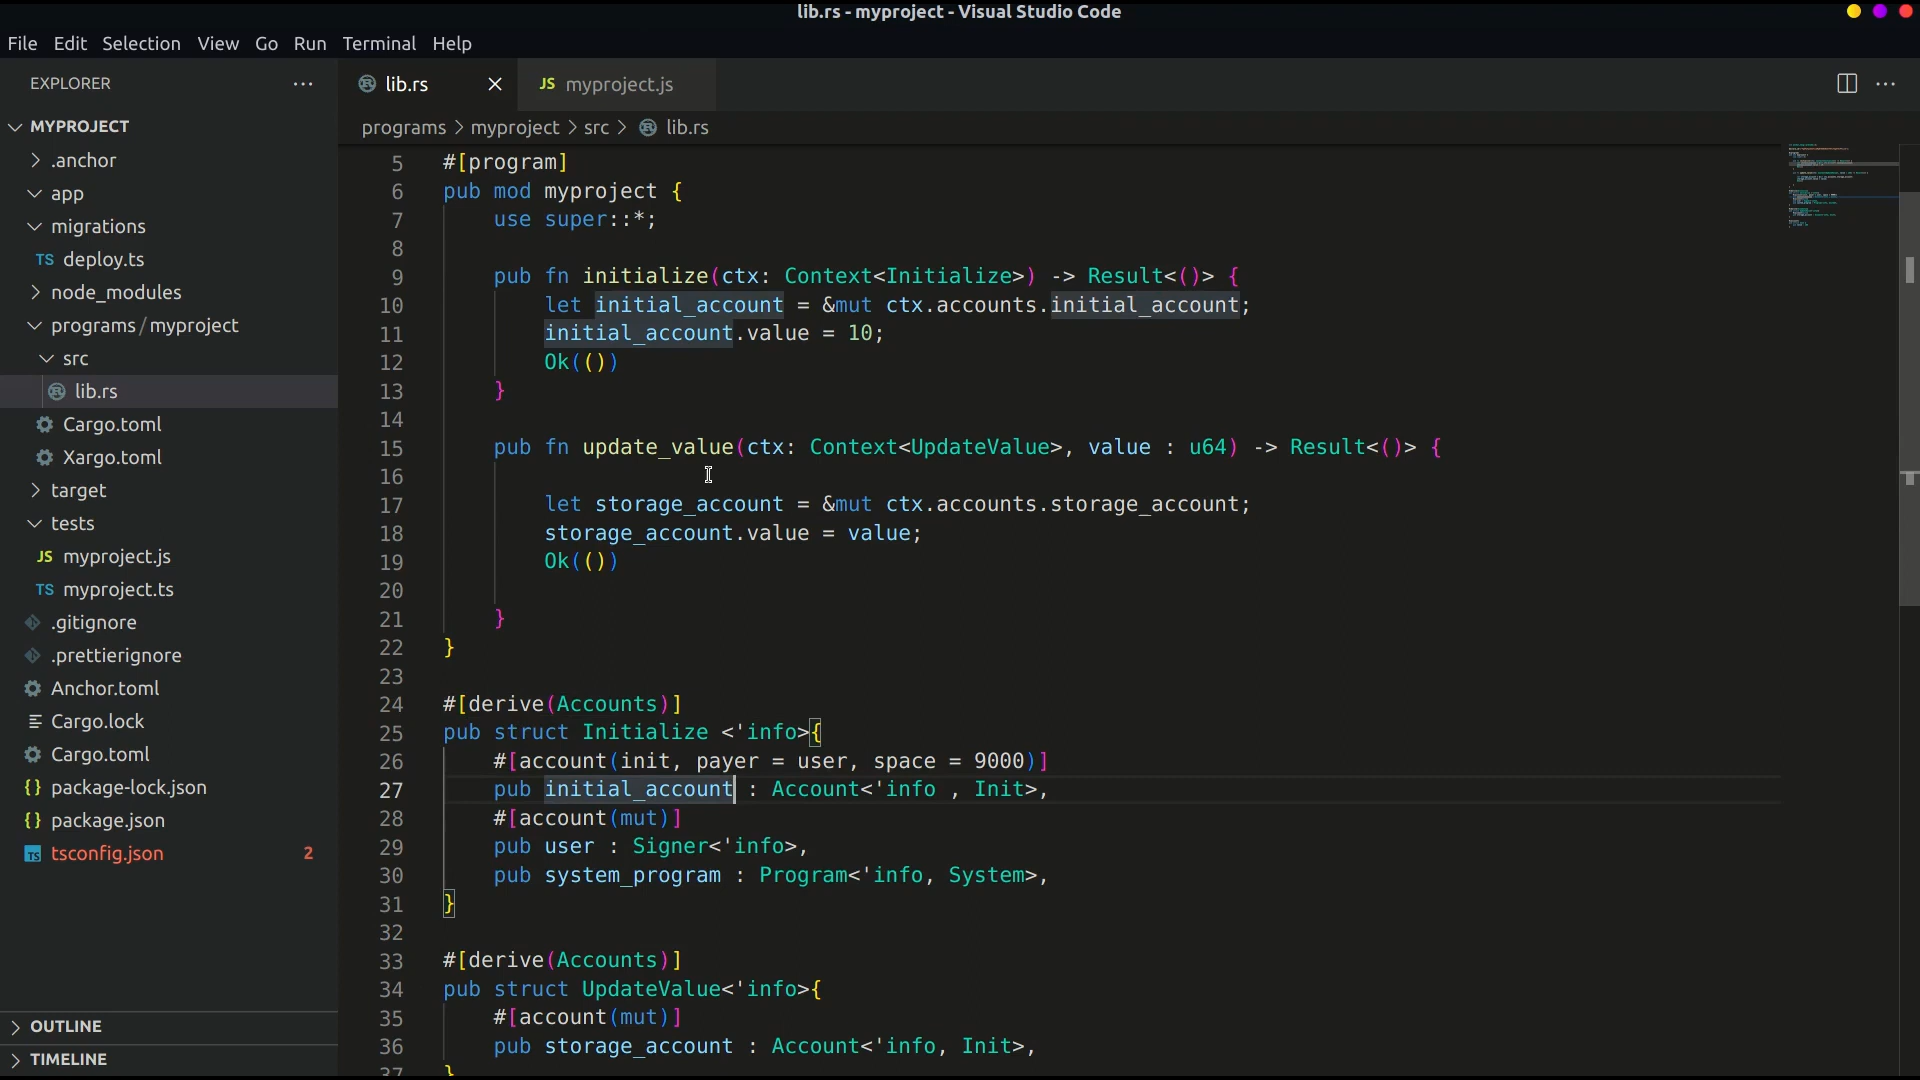 lib.rs - myproject - Visual Studio Code
File Edit Selection View Go Run Terminal Help
EXPLORER
MYPROJECT
.anchor
app
migrations
TS deploy.ts
node_modules
programs/myproject
src
lib.rs
Cargo.toml
Xargo.toml
target
tests
JS myproject.js
TS myproject.ts
.gitignore
.prettierignore
Anchor.toml
Cargo.lock
Cargo.toml
{} package-lock.json
{} package.json
TS tsconfig.json 2
OUTLINE
TIMELINE
lib.rs JS myproject.js
programs > myproject > src > lib.rs
5 #[program]
6 pub mod myproject {
7 use super::*;
8
9 pub fn initialize(ctx: Context<Initialize>) -> Result<()> {
10 let initial_account = &mut ctx.accounts.initial_account;
11 initial_account.value = 10;
12 Ok(())
13 }
14
15 pub fn update_value(ctx: Context<UpdateValue>, value : u64) -> Result<()> {
16
17 let storage_account = &mut ctx.accounts.storage_account;
18 storage_account.value = value;
19 Ok(())
20
21 }
22 }
23
24 #[derive(Accounts)]
25 pub struct Initialize <'info>{
26 #[account(init, payer = user, space = 9000)]
27 pub initial_account : Account<'info , Init>,
28 #[account(mut)]
29 pub user : Signer<'info>,
30 pub system_program : Program<'info, System>,
31 }
32
33 #[derive(Accounts)]
34 pub struct UpdateValue<'info>{
35 #[account(mut)]
36 pub storage_account : Account<'info, Init>,
37 }